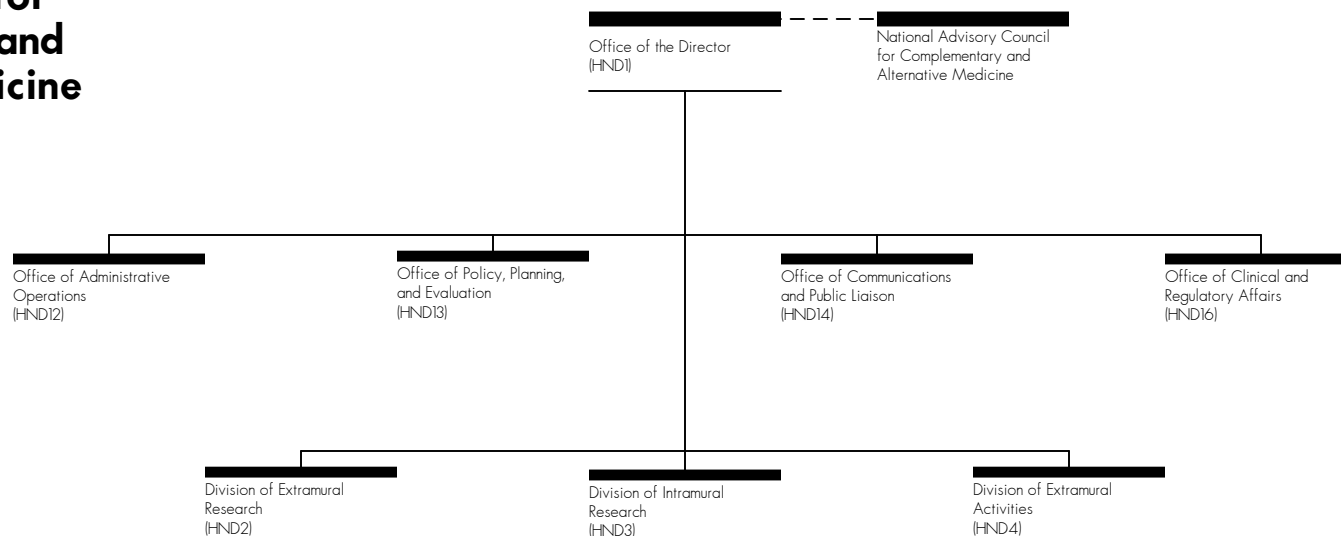 for
and
icine
Office of the Director
(HND1)
National Advisory Council
for Complementary and
Alternative Medicine
Office of Administrative
Operations
(HND12)
Office of Policy, Planning,
and Evaluation
(HND13)
Office of Communications
and Public Liaison
(HND14)
Office of Clinical and
Regulatory Affairs
(HND16)
Division of Extramural
Research
(HND2)
Division of Intramural
Research
(HND3)
Division of Extramural
Activities
(HND4)